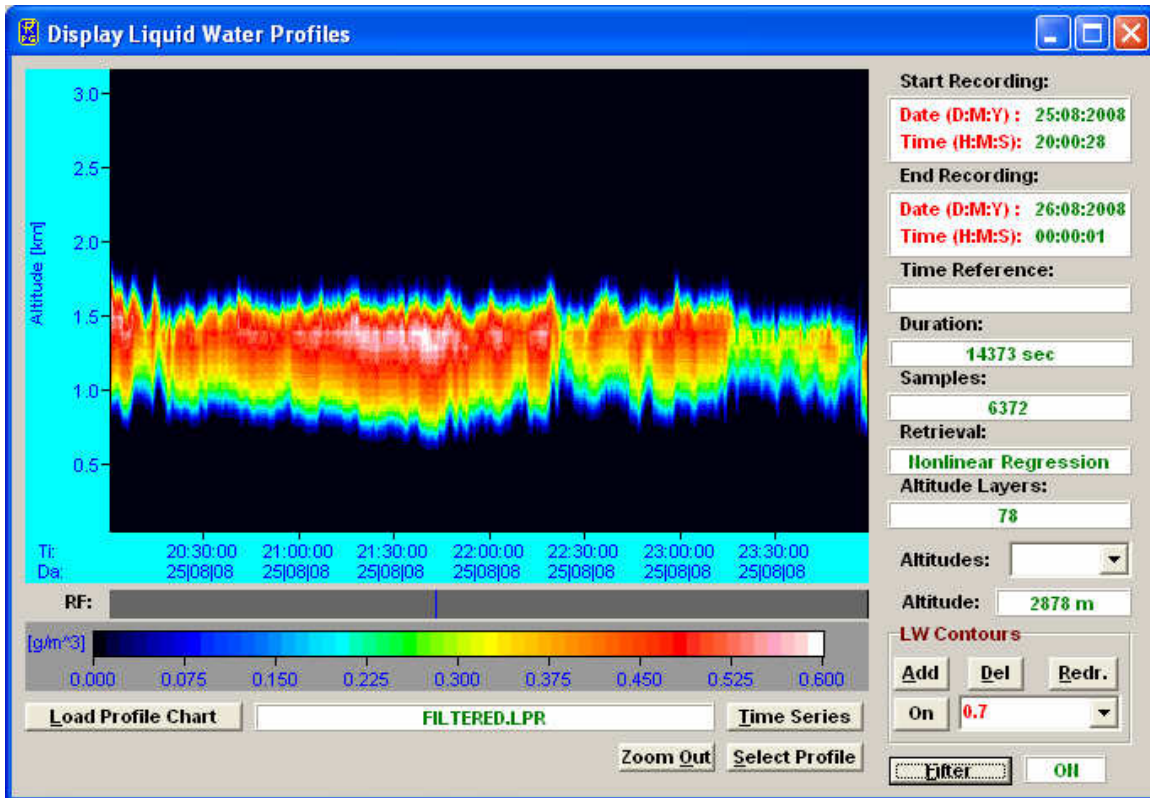 Display Liquid Water Profiles
Altitude [km]
3.0
2.5
2.0
1.5
1.0
0.5
Ti: 20:30:00 21:00:00 21:30:00 22:00:00 22:30:00 23:00:00 23:30:00
Da: 25|08|08 25|08|08 25|08|08 25|08|08 25|08|08 25|08|08 25|08|08
RF:
[g/m^3]
0.000 0.075 0.150 0.225 0.300 0.375 0.450 0.525 0.600
Load Profile Chart FILTERED.LPR Time Series
Zoom Out Select Profile
Start Recording:
Date (D:M:Y) : 25:08:2008
Time (H:M:S): 20:00:28
End Recording:
Date (D:M:Y) : 26:08:2008
Time (H:M:S): 00:00:01
Time Reference:
Duration:
14373 sec
Samples:
6372
Retrieval:
Nonlinear Regression
Altitude Layers:
78
Altitudes:
Altitude: 2878 m
LW Contours
Add Del Redr.
On 0.7
Filter ON